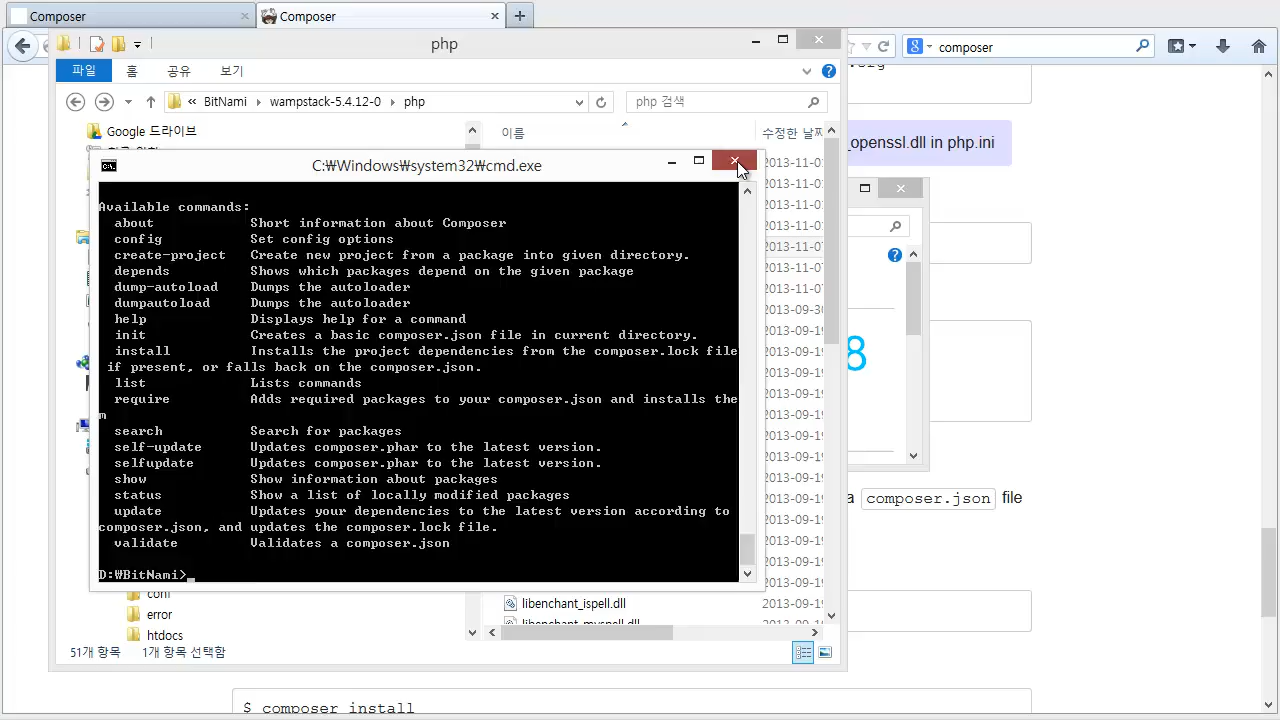 Composer
Composer
php
composer
파일
홈
공유
보기
« BitNami › wampstack-5.4.12-0 › php
php 검색
Google 드라이브
이름
수정한 날짜
_openssl.dll in php.ini
C:\Windows\system32\cmd.exe
Available commands:
about Short information about Composer
config Set config options
create-project Create new project from a package into given directory.
depends Shows which packages depend on the given package
dump-autoload Dumps the autoloader
dumpautoload Dumps the autoloader
help Displays help for a command
init Creates a basic composer.json file in current directory.
install Installs the project dependencies from the composer.lock file
if present, or falls back on the composer.json.
list Lists commands
require Adds required packages to your composer.json and installs the
m
search Search for packages
self-update Updates composer.phar to the latest version.
selfupdate Updates composer.phar to the latest version.
show Show information about packages
status Show a list of locally modified packages
update Updates your dependencies to the latest version according to
composer.json, and updates the composer.lock file.
validate Validates a composer.json
D:₩BitNami>_
8
a composer.json file
conf
error
htdocs
libenchant_ispell.dll
libenchant_myspell.dll
2013-09-19
51개 항목 1개 항목 선택함
$ composer install